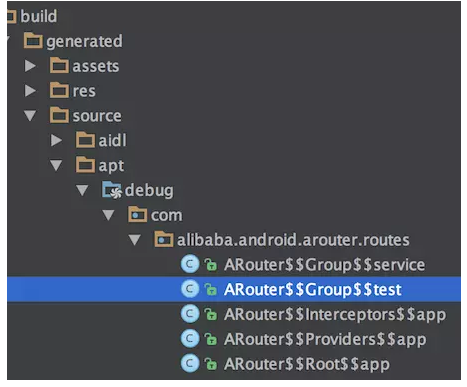 build
generated
assets
res
source
aidl
apt
debug
com
alibaba.android.arouter.routes
ARouter$$Group$$service
ARouter$$Group$$test
ARouter$$Interceptors$$app
ARouter$$Providers$$app
ARouter$$Root$$app